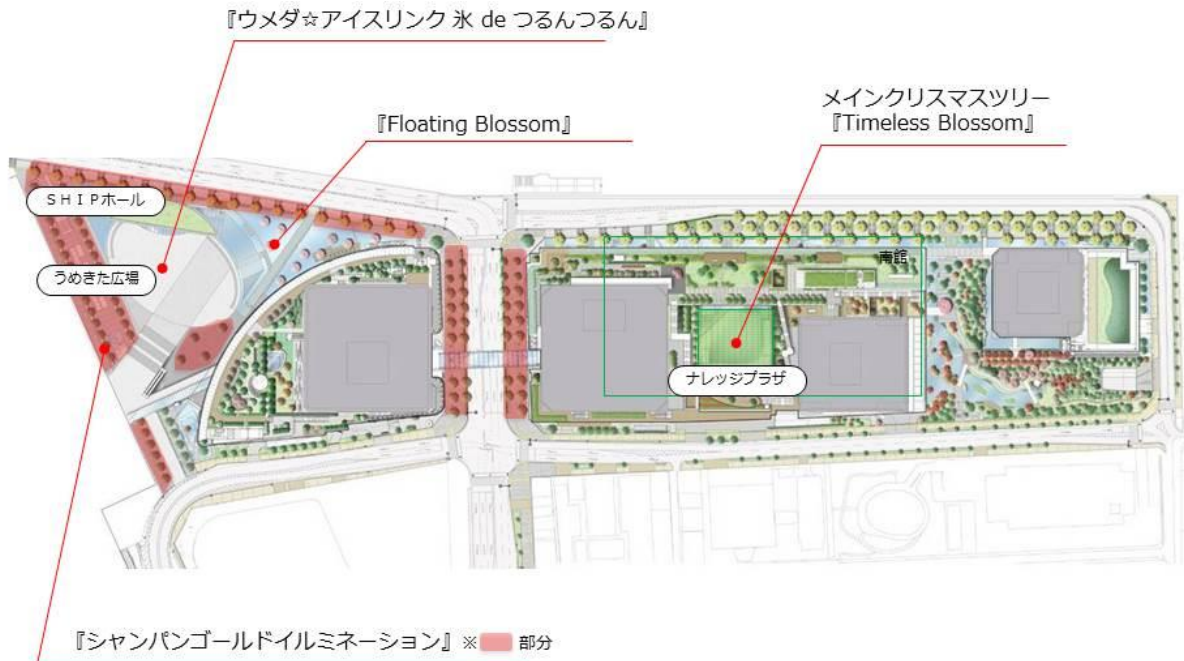 『ウメダ☆アイスリンク 氷 de つるんつるん』
『Floating Blossom』
メインクリスマスツリー
『Timeless Blossom』
ＳＨＩＰホール
うめきた広場
南館
ナレッジプラザ
『シャンパンゴールドイルミネーション』※ 部分